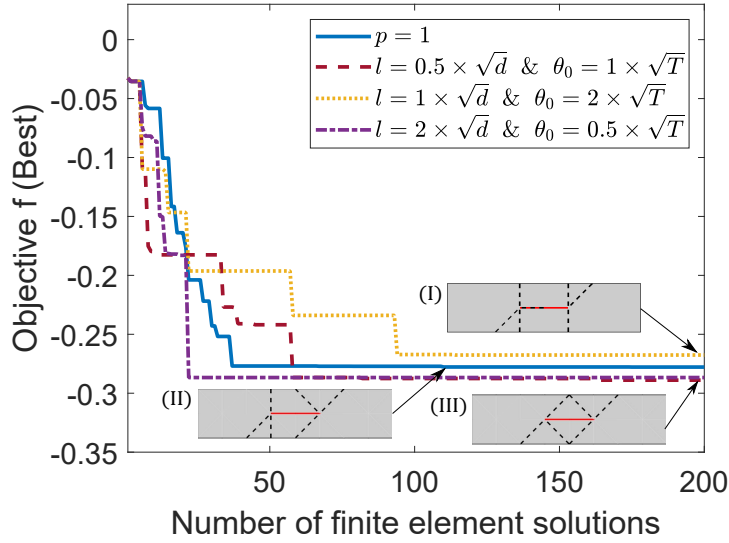 0
-0.05
-0.1
-0.15
-0.2
-0.25
-0.3
-0.35
Objective f (Best)
p = 1
l = 0.5 × √d & θ₀ = 1 × √T
l = 1 × √d & θ₀ = 2 × √T
l = 2 × √d & θ₀ = 0.5 × √T
(I)
(II)
(III)
50
100
150
200
Number of finite element solutions